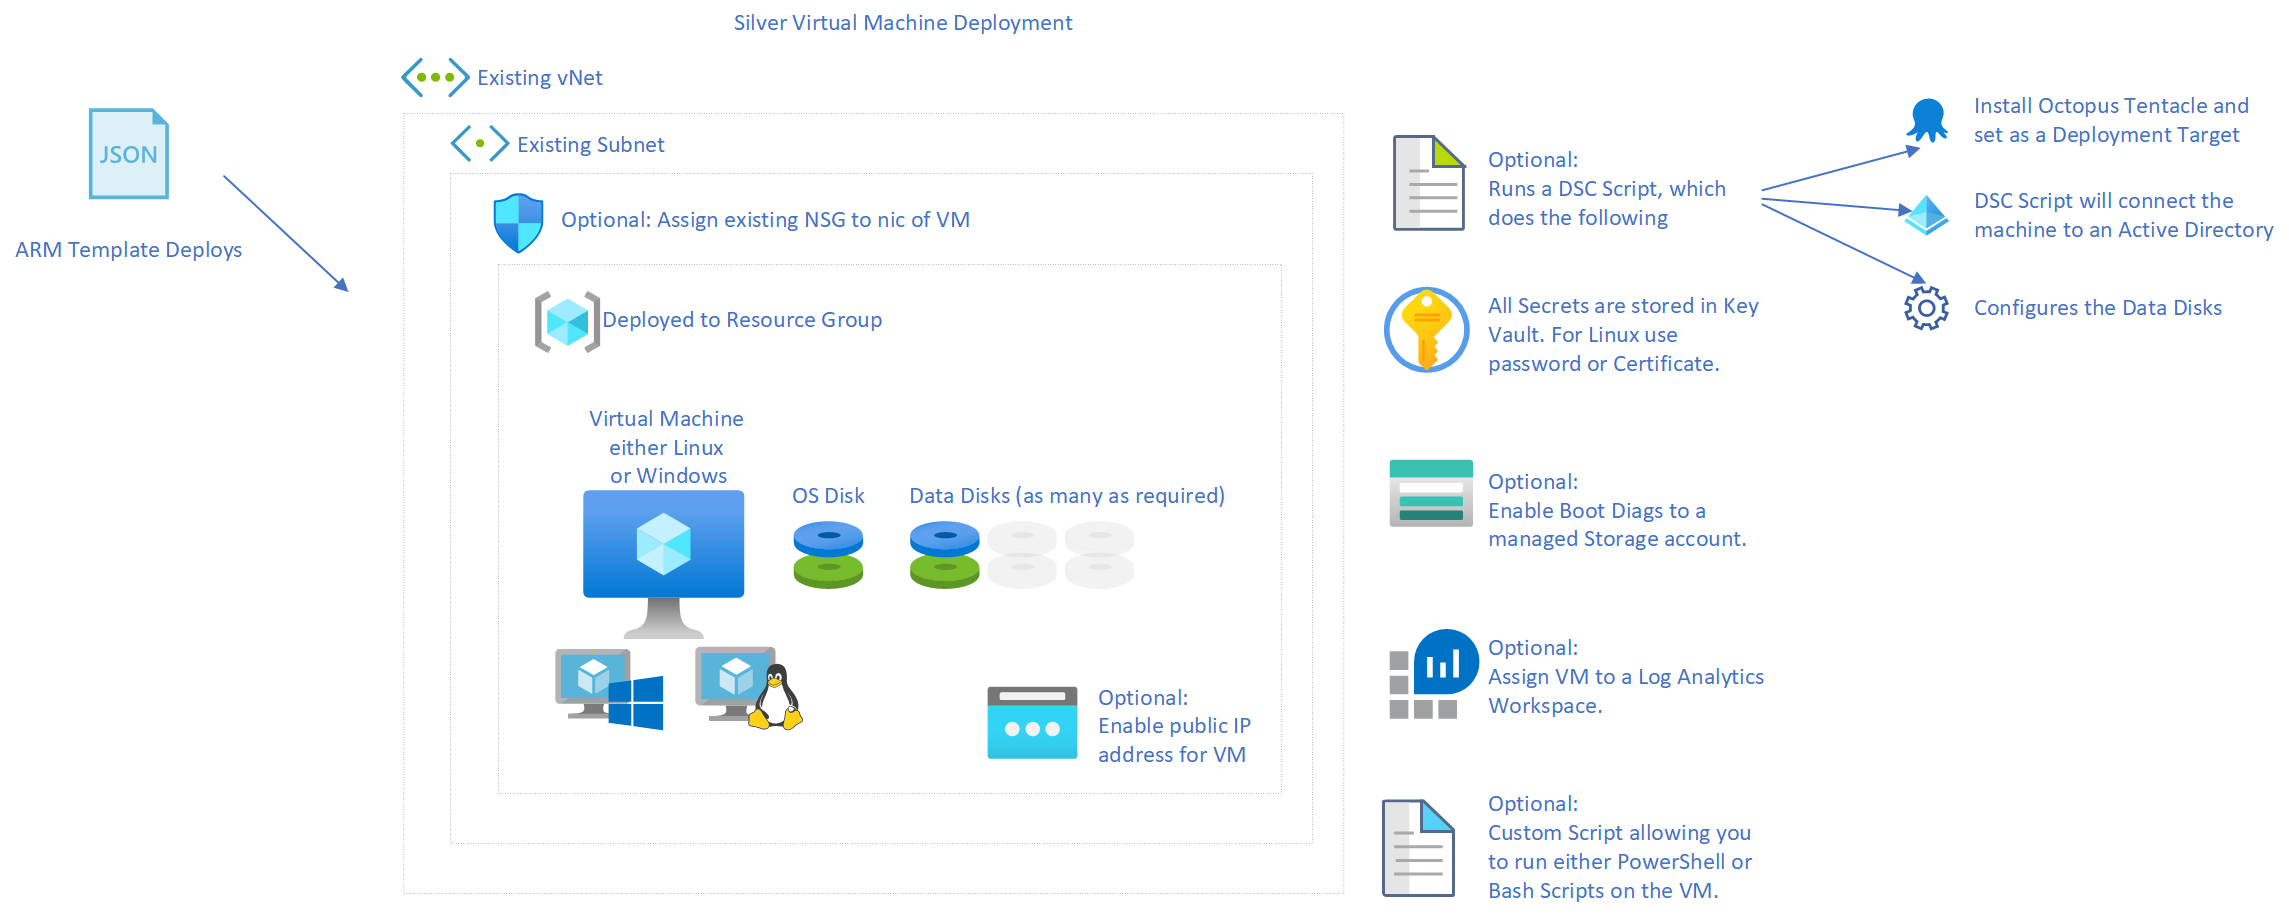 Silver Virtual Machine Deployment
Existing vNet
JSON
ARM Template Deploys
Existing Subnet
Optional: Assign existing NSG to nic of VM
Deployed to Resource Group
Virtual Machine
either Linux
or Windows
OS Disk
Data Disks (as many as required)
Optional:
Enable public IP
address for VM
Optional:
Runs a DSC Script, which
does the following
Install Octopus Tentacle and
set as a Deployment Target
DSC Script will connect the
machine to an Active Directory
Configures the Data Disks
All Secrets are stored in Key
Vault. For Linux use
password or Certificate.
Optional:
Enable Boot Diags to a
managed Storage account.
Optional:
Assign VM to a Log Analytics
Workspace.
Optional:
Custom Script allowing you
to run either PowerShell or
Bash Scripts on the VM.